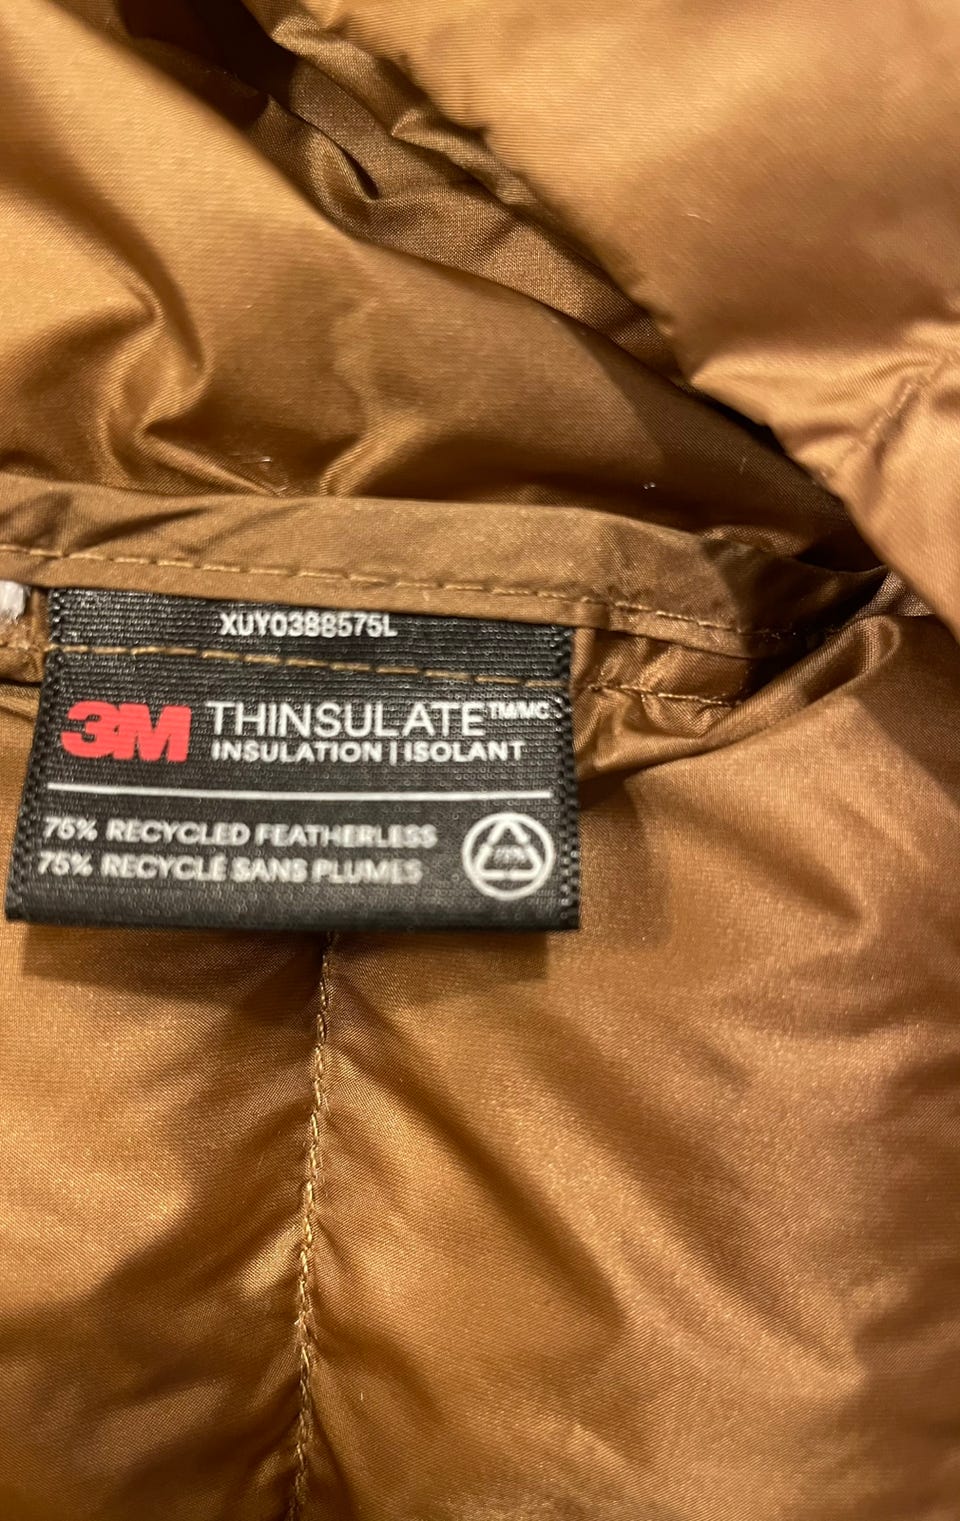 XUY0388575L
3M THINSULATE™/MC
INSULATION | ISOLANT
75% RECYCLED FEATHERLESS
75% RECYCLÉ SANS PLUMES